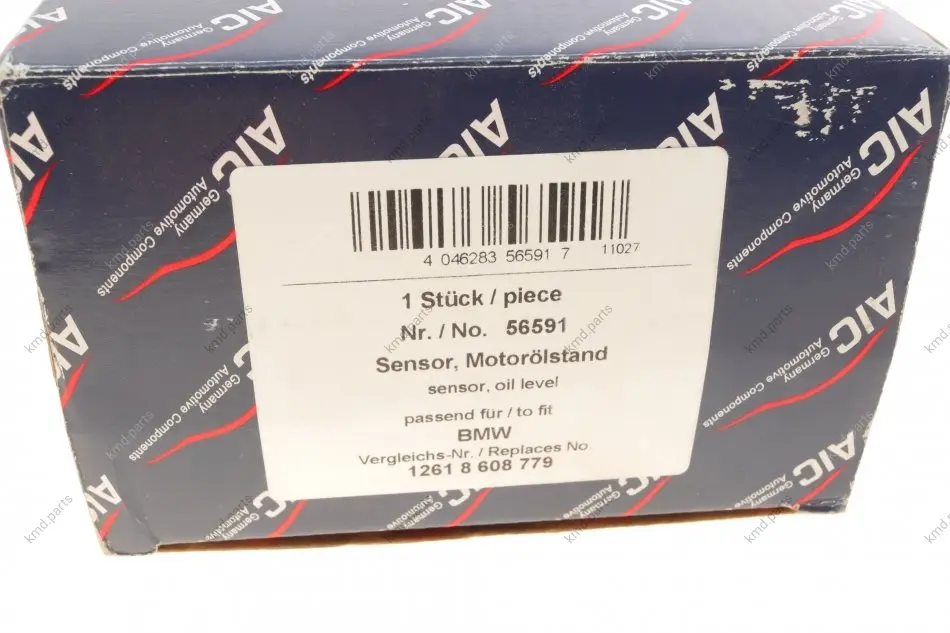 AIC
Germany
Automotive Components
4 046283 56591 7
11027
1 Stück / piece
Nr. / No. 56591
Sensor, Motorölstand
sensor, oil level
passend für / to fit
BMW
Vergleichs-Nr. / Replaces No.
1261 8 608 779
kmd.parts